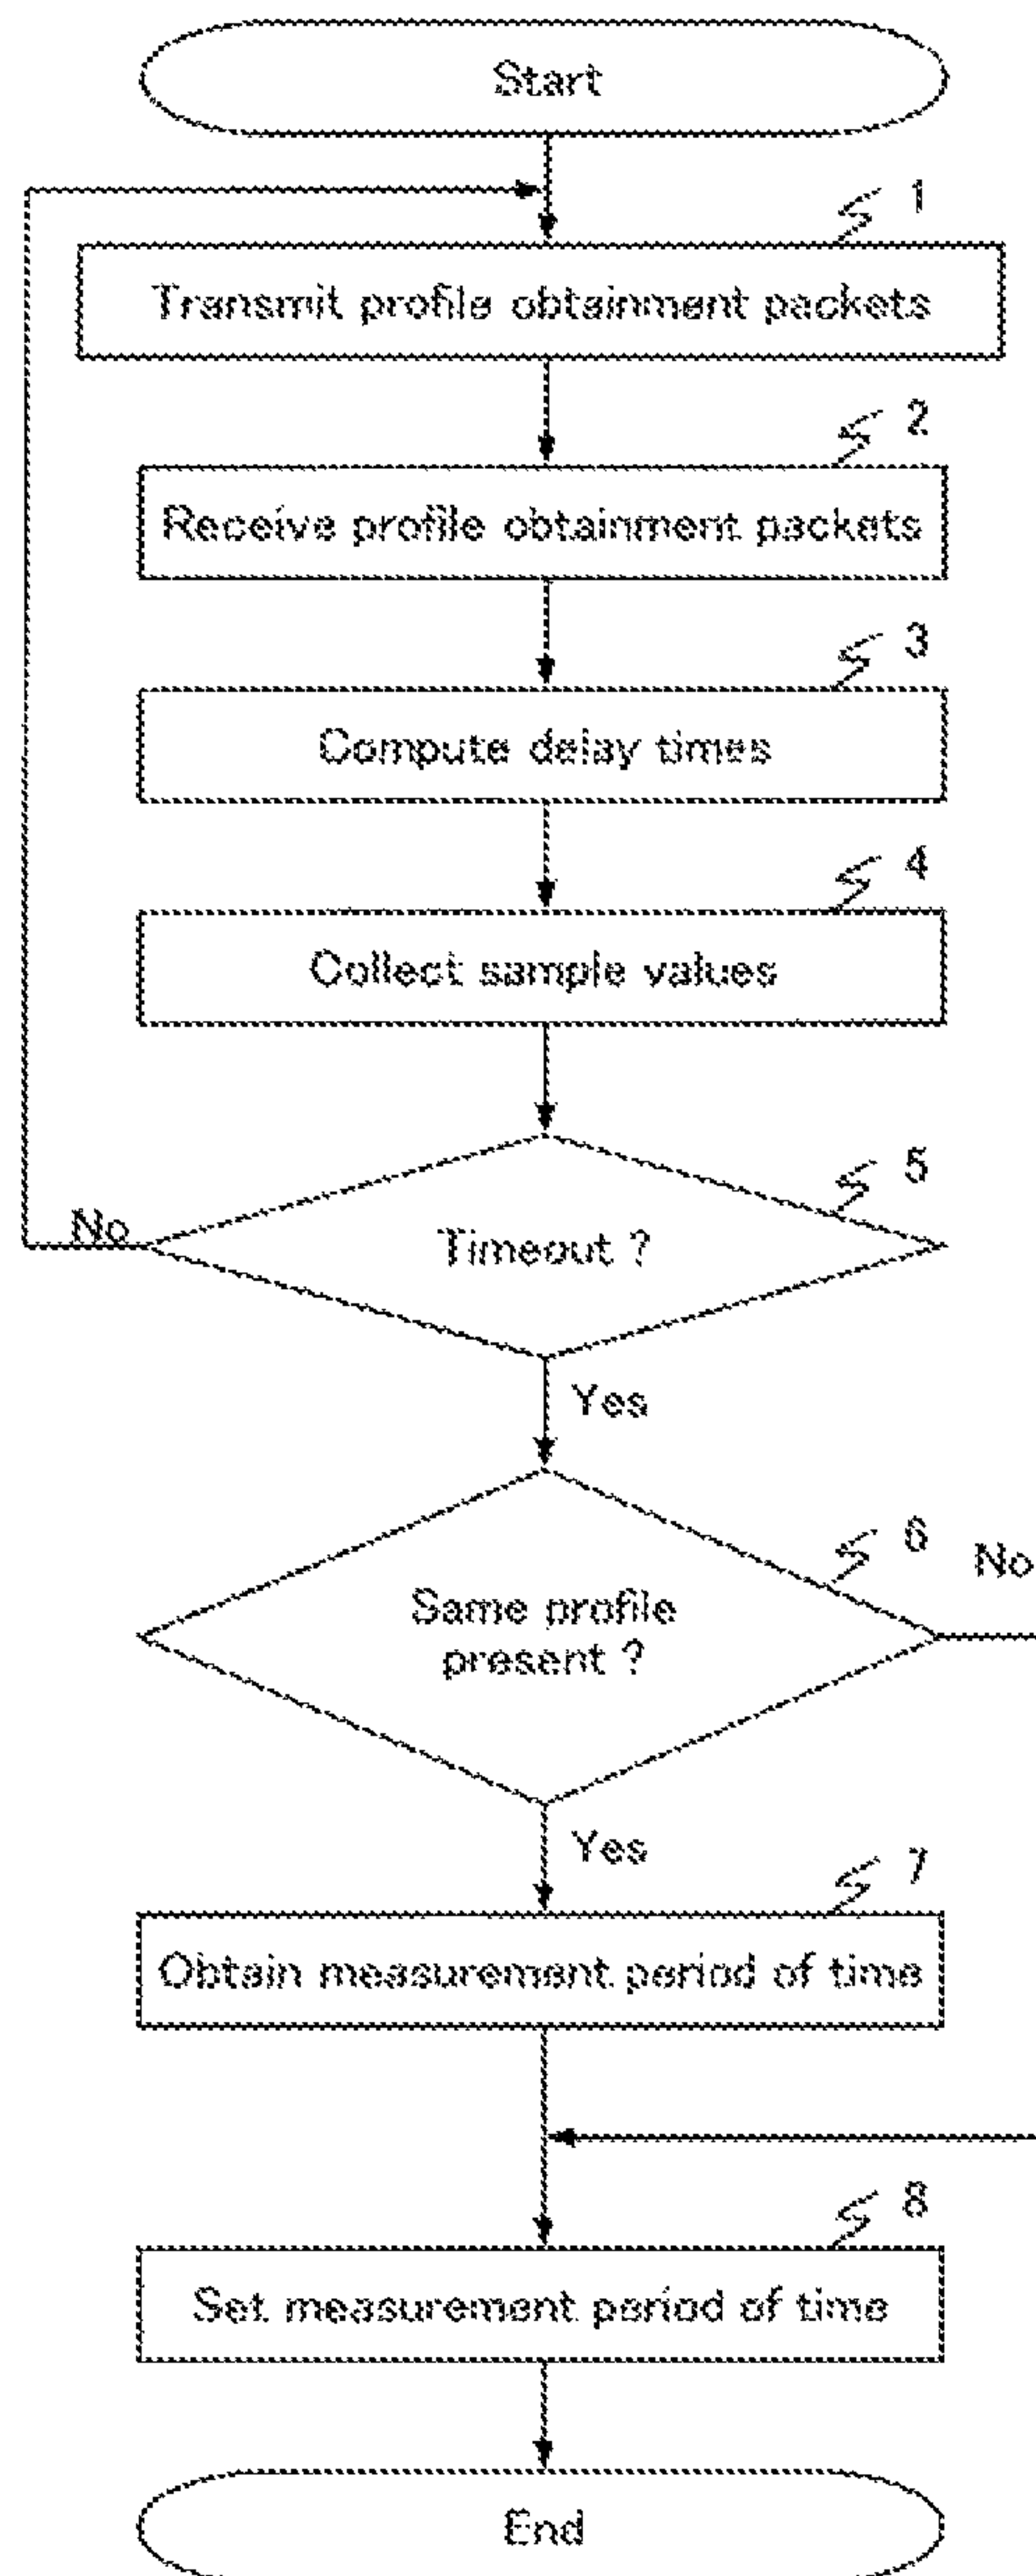 Start
1
Transmit profile obtainment packets
2
Receive profile obtainment packets
3
Compute delay times
4
Collect sample values
5
No
Timeout ?
Yes
6
No
Same profile
present ?
Yes
7
Obtain measurement period of time
8
Set measurement period of time
End